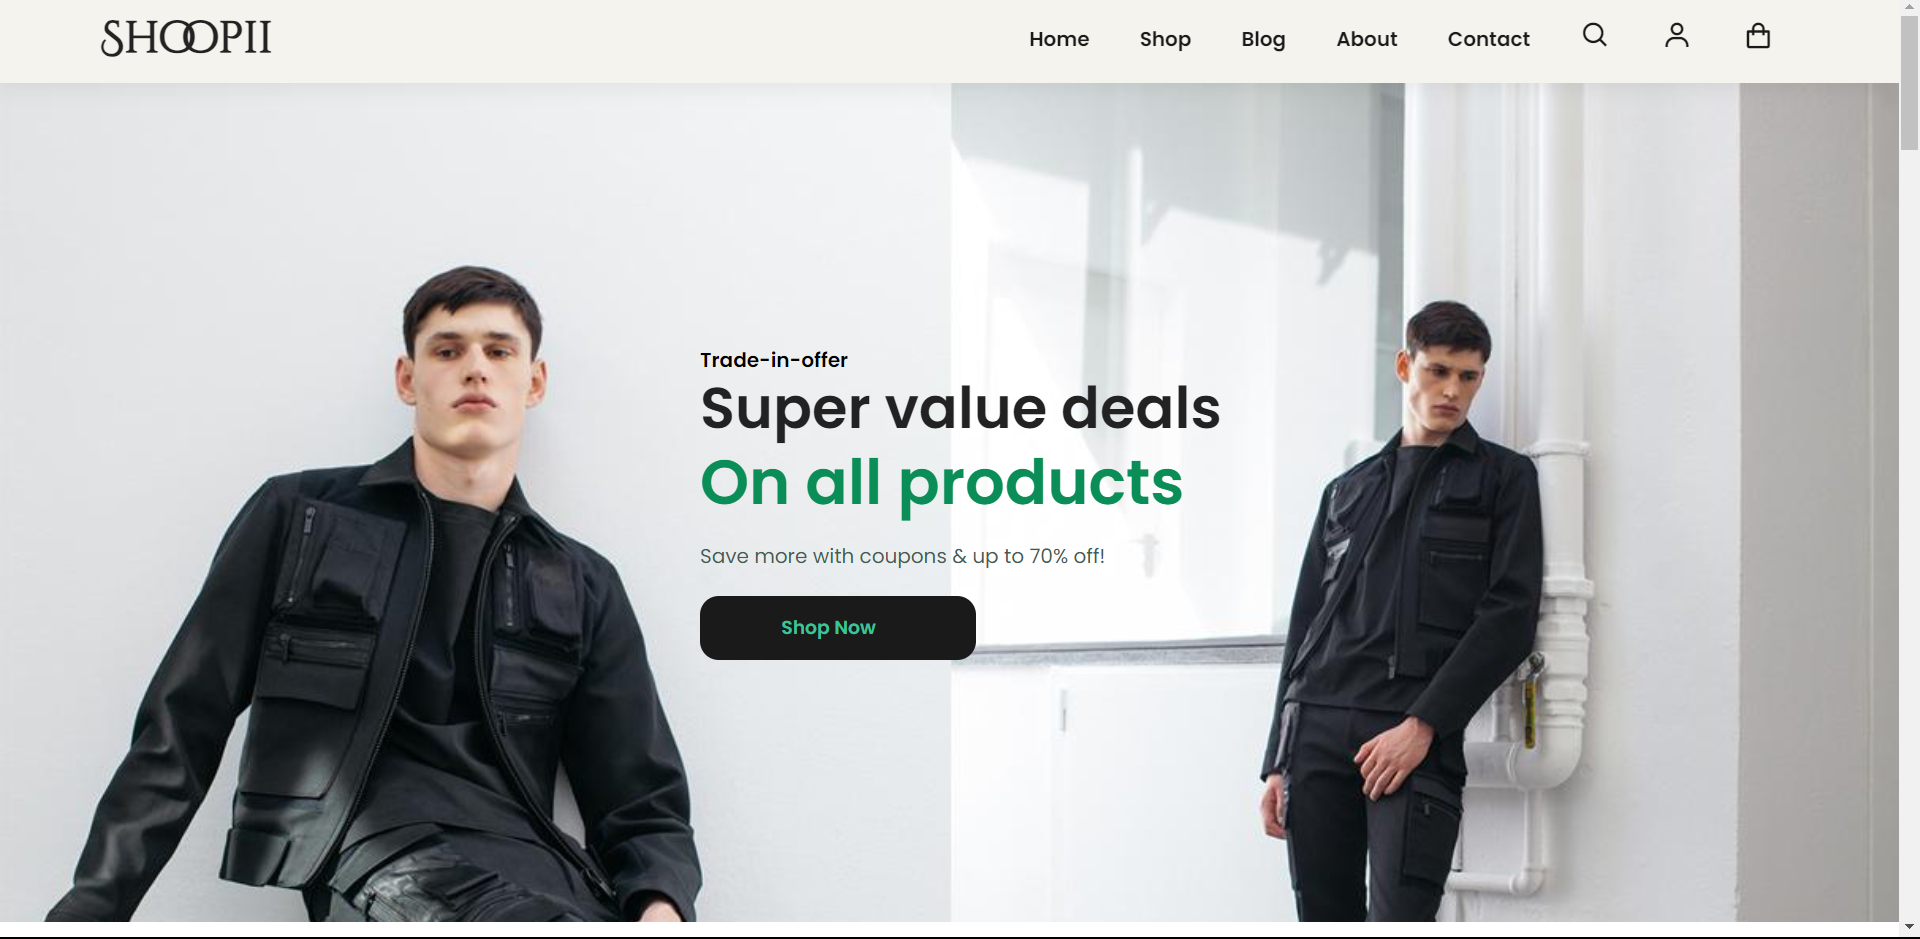 SHOOPII
Home Shop Blog About Contact
Trade-in-offer
Super value deals
On all products
Save more with coupons & up to 70% off!
Shop Now